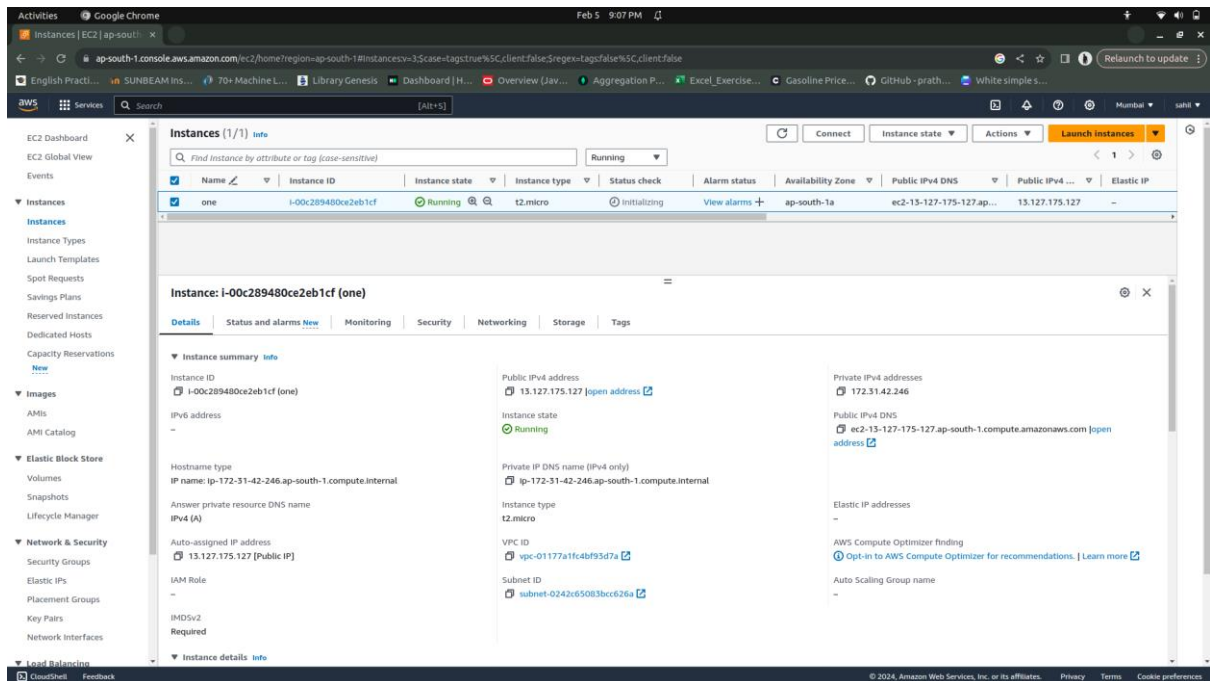 Activities Google Chrome Feb 5 9:07 PM
Instances | EC2 | ap-south
ap-south-1.console.aws.amazon.com/ec2/home?region=ap-south-1#Instances:v=3;$case=tags:true%5C,client:false;$regex=tags:false%5C,client:false Relaunch to update
English Practi... SUNBEAM Ins... 70+ Machine L... Library Genesis Dashboard | H... Overview (Jav... Aggregation P... Excel_Exercise... Gasoline Price... GitHub - prath... White simple s...
aws Services Search [Alt+S] Mumbai sahil
EC2 Dashboard
EC2 Global View
Events
Instances
Instances
Instance Types
Launch Templates
Spot Requests
Savings Plans
Reserved Instances
Dedicated Hosts
Capacity Reservations
New
Images
AMIs
AMI Catalog
Elastic Block Store
Volumes
Snapshots
Lifecycle Manager
Network & Security
Security Groups
Elastic IPs
Placement Groups
Key Pairs
Network Interfaces
Load Balancing
Instances (1/1) Info Connect Instance state Actions Launch instances
Find Instance by attribute or tag (case-sensitive) Running 1
Name Instance ID Instance state Instance type Status check Alarm status Availability Zone Public IPv4 DNS Public IPv4 ... Elastic IP
one i-00c289480ce2eb1cf Running t2.micro Initializing View alarms + ap-south-1a ec2-13-127-175-127.ap... 13.127.175.127 –
Instance: i-00c289480ce2eb1cf (one)
Details Status and alarms New Monitoring Security Networking Storage Tags
Instance summary Info
Instance ID Public IPv4 address Private IPv4 addresses
i-00c289480ce2eb1cf (one) 13.127.175.127 |open address 172.31.42.246
IPv6 address Instance state Public IPv4 DNS
– Running ec2-13-127-175-127.ap-south-1.compute.amazonaws.com |open
address
Hostname type Private IP DNS name (IPv4 only)
IP name: ip-172-31-42-246.ap-south-1.compute.internal ip-172-31-42-246.ap-south-1.compute.internal
Answer private resource DNS name Instance type Elastic IP addresses
IPv4 (A) t2.micro –
Auto-assigned IP address VPC ID AWS Compute Optimizer finding
13.127.175.127 [Public IP] vpc-01177a1fc4bf93d7a Opt-in to AWS Compute Optimizer for recommendations. | Learn more
IAM Role Subnet ID Auto Scaling Group name
– subnet-0242c65083bcc626a –
IMDSv2
Required
Instance details Info
CloudShell Feedback © 2024, Amazon Web Services, Inc. or its affiliates. Privacy Terms Cookie preferences